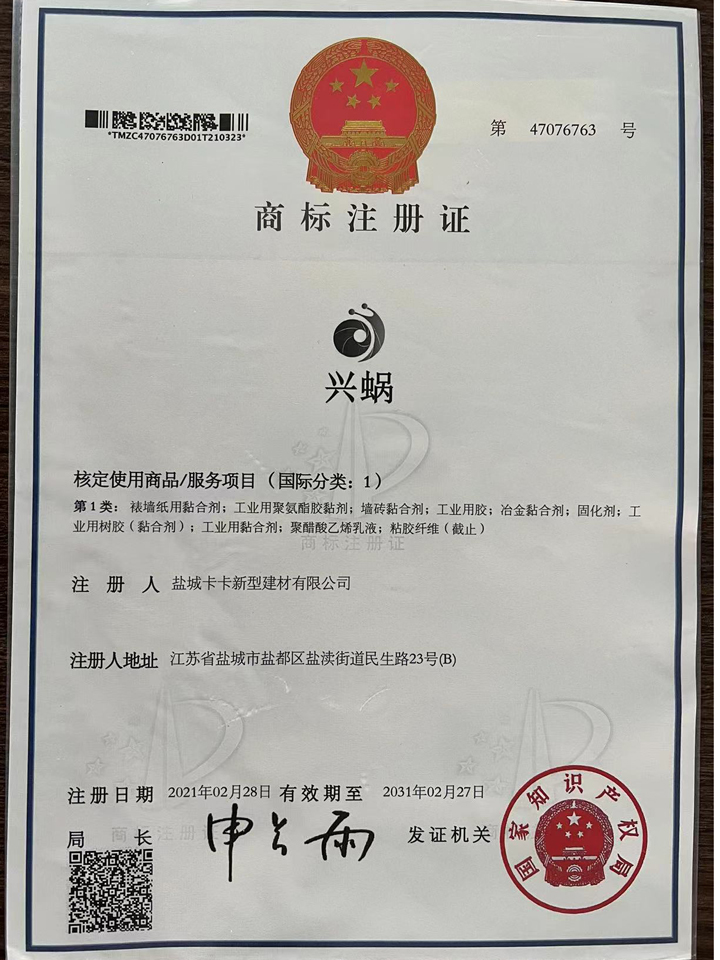 *TMZC47076763D01T210323*
第 47076763 号
商标注册证
兴蜗
核定使用商品/服务项目（国际分类：1）
第1类：裱墙纸用黏合剂；工业用聚氨酯胶黏剂；墙砖黏合剂；工业用胶；冶金黏合剂；固化剂；工
业用树胶（黏合剂）；工业用黏合剂；聚醋酸乙烯乳液；粘胶纤维（截止）
商标注册证
注册人 盐城卡卡新型建材有限公司
注册人地址 江苏省盐城市盐都区盐渎街道民生路23号(B)
注册日期 2021年02月28日 有效期至 2031年02月27日
局长 申长雨 发证机关
国家知识产权局
商标注册证